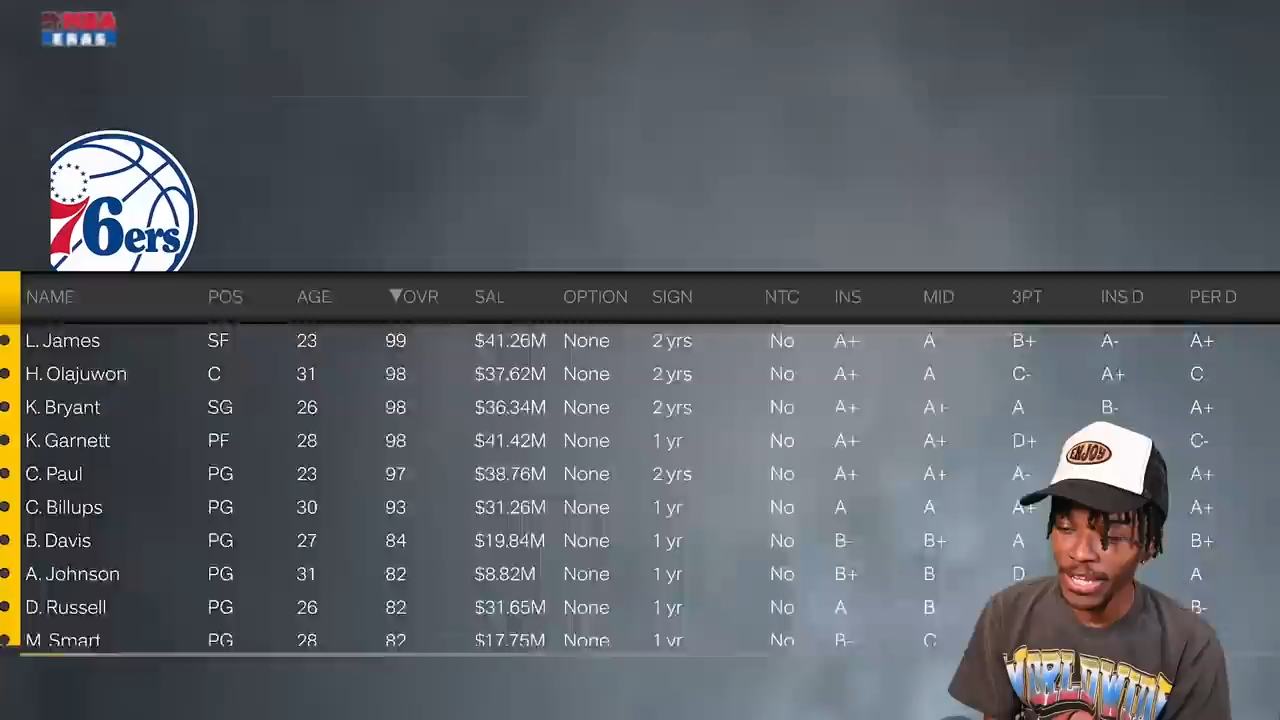 NBA
ERAS
76ers
NAME POS AGE ▼OVR SAL OPTION SIGN NTC INS MID 3PT INS D PER D
L. James SF 23 99 $41.26M None 2 yrs No A+ A B+ A- A+
H. Olajuwon C 31 98 $37.62M None 2 yrs No A+ A C- A+ C
K. Bryant SG 26 98 $36.34M None 2 yrs No A+ A+ A B- A+
K. Garnett PF 28 98 $41.42M None 1 yr No A+ A+ D+ C-
C. Paul PG 23 97 $38.76M None 2 yrs No A+ A+ A- A+
C. Billups PG 30 93 $31.26M None 1 yr No A A A+ A+
B. Davis PG 27 84 $19.84M None 1 yr No B- B+ A B+
A. Johnson PG 31 82 $8.82M None 1 yr No B+ B D A
D. Russell PG 26 82 $31.65M None 1 yr No A B B-
M. Smart PG 28 82 $17.75M None 1 yr No B- C
ENJOY
WORLDWIDE